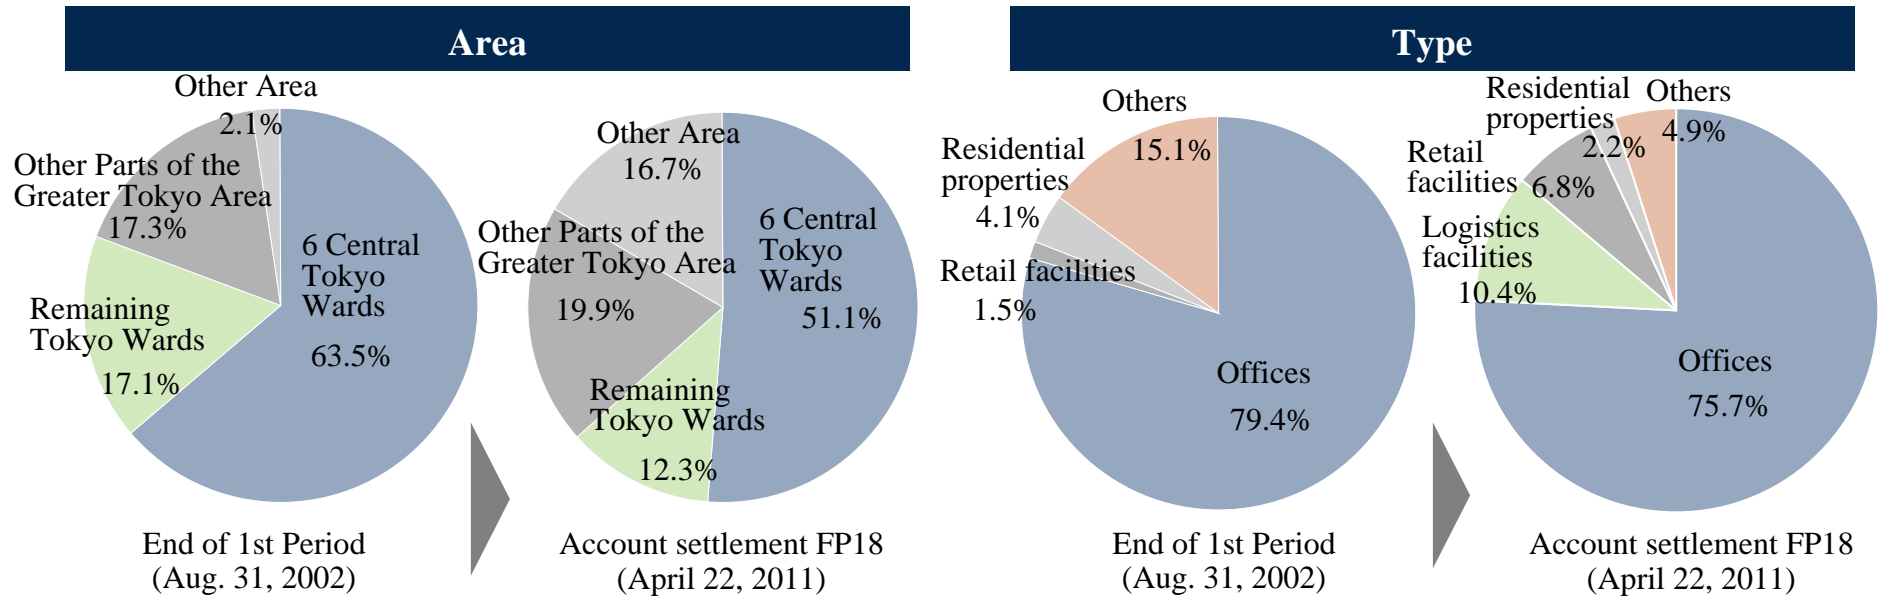 Area
Other Area
2.1%
Other Parts of the
Greater Tokyo Area
17.3%
Remaining
Tokyo Wards
17.1%
6 Central
Tokyo
Wards
63.5%
End of 1st Period
(Aug. 31, 2002)
Other Area
16.7%
Other Parts of the
Greater Tokyo Area
19.9%
Remaining
Tokyo Wards
12.3%
6 Central
Tokyo
Wards
51.1%
Account settlement FP18
(April 22, 2011)
Type
Others
15.1%
Residential
properties
4.1%
Retail facilities
1.5%
Offices
79.4%
End of 1st Period
(Aug. 31, 2002)
Residential
properties
2.2%
Others
4.9%
Retail
facilities
6.8%
Logistics
facilities
10.4%
Offices
75.7%
Account settlement FP18
(April 22, 2011)